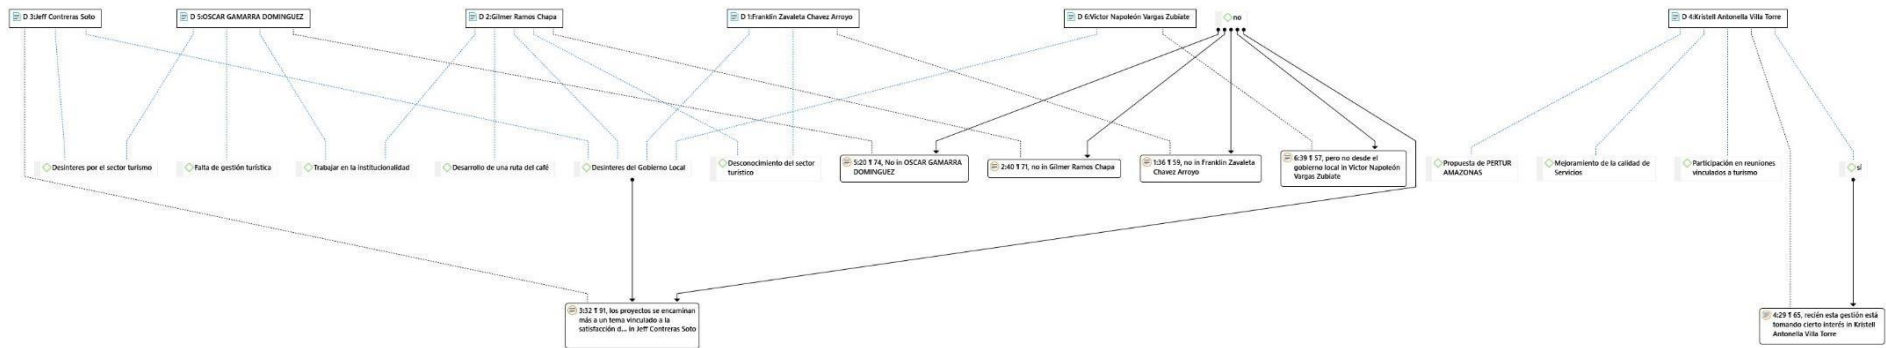 D 3:Jeff Contreras Soto
D 5:OSCAR GAMARRA DOMINGUEZ
D 2:Gilmer Ramos Chapa
D 1:Franklin Zavaleta Chavez Arroyo
D 6:Victor Napoleón Vargas Zubiate
no
D 4:Kristell Antonella Villa Torre
Desinteres por el sector turismo
Falta de gestión turística
Trabajar en la institucionalidad
Desarrollo de una ruta del café
Desinteres del Gobierno Local
Desconocimiento del sector
turístico
5:20 ¶ 74, No in OSCAR GAMARRA
DOMINGUEZ
2:40 ¶ 71, no in Gilmer Ramos Chapa
1:36 ¶ 59, no in Franklin Zavaleta
Chavez Arroyo
6:39 ¶ 57, pero no desde el
gobierno local in Victor Napoleón
Vargas Zubiate
Propuesta de PERTUR
AMAZONAS
Mejoramiento de la calidad de
Servicios
Participación en reuniones
vinculados a turismo
sí
3:32 ¶ 91, los proyectos se encaminan
más a un tema vinculado a la
satisfacción d... in Jeff Contreras Soto
4:29 ¶ 65, recién esta gestión está
tomando cierto interés in Kristell
Antonella Villa Torre